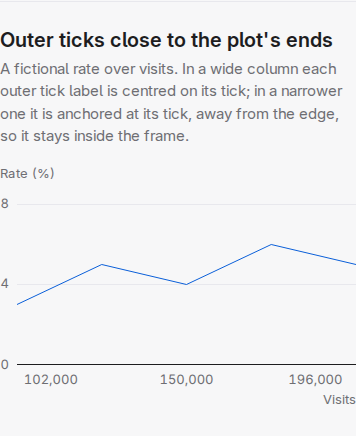 Outer ticks close to the plot's ends
A fictional rate over visits. In a wide column each
outer tick label is centred on its tick; in a narrower
one it is anchored at its tick, away from the edge,
so it stays inside the frame.
Rate (%)
8
4
0
102,000 150,000 196,000
Visits